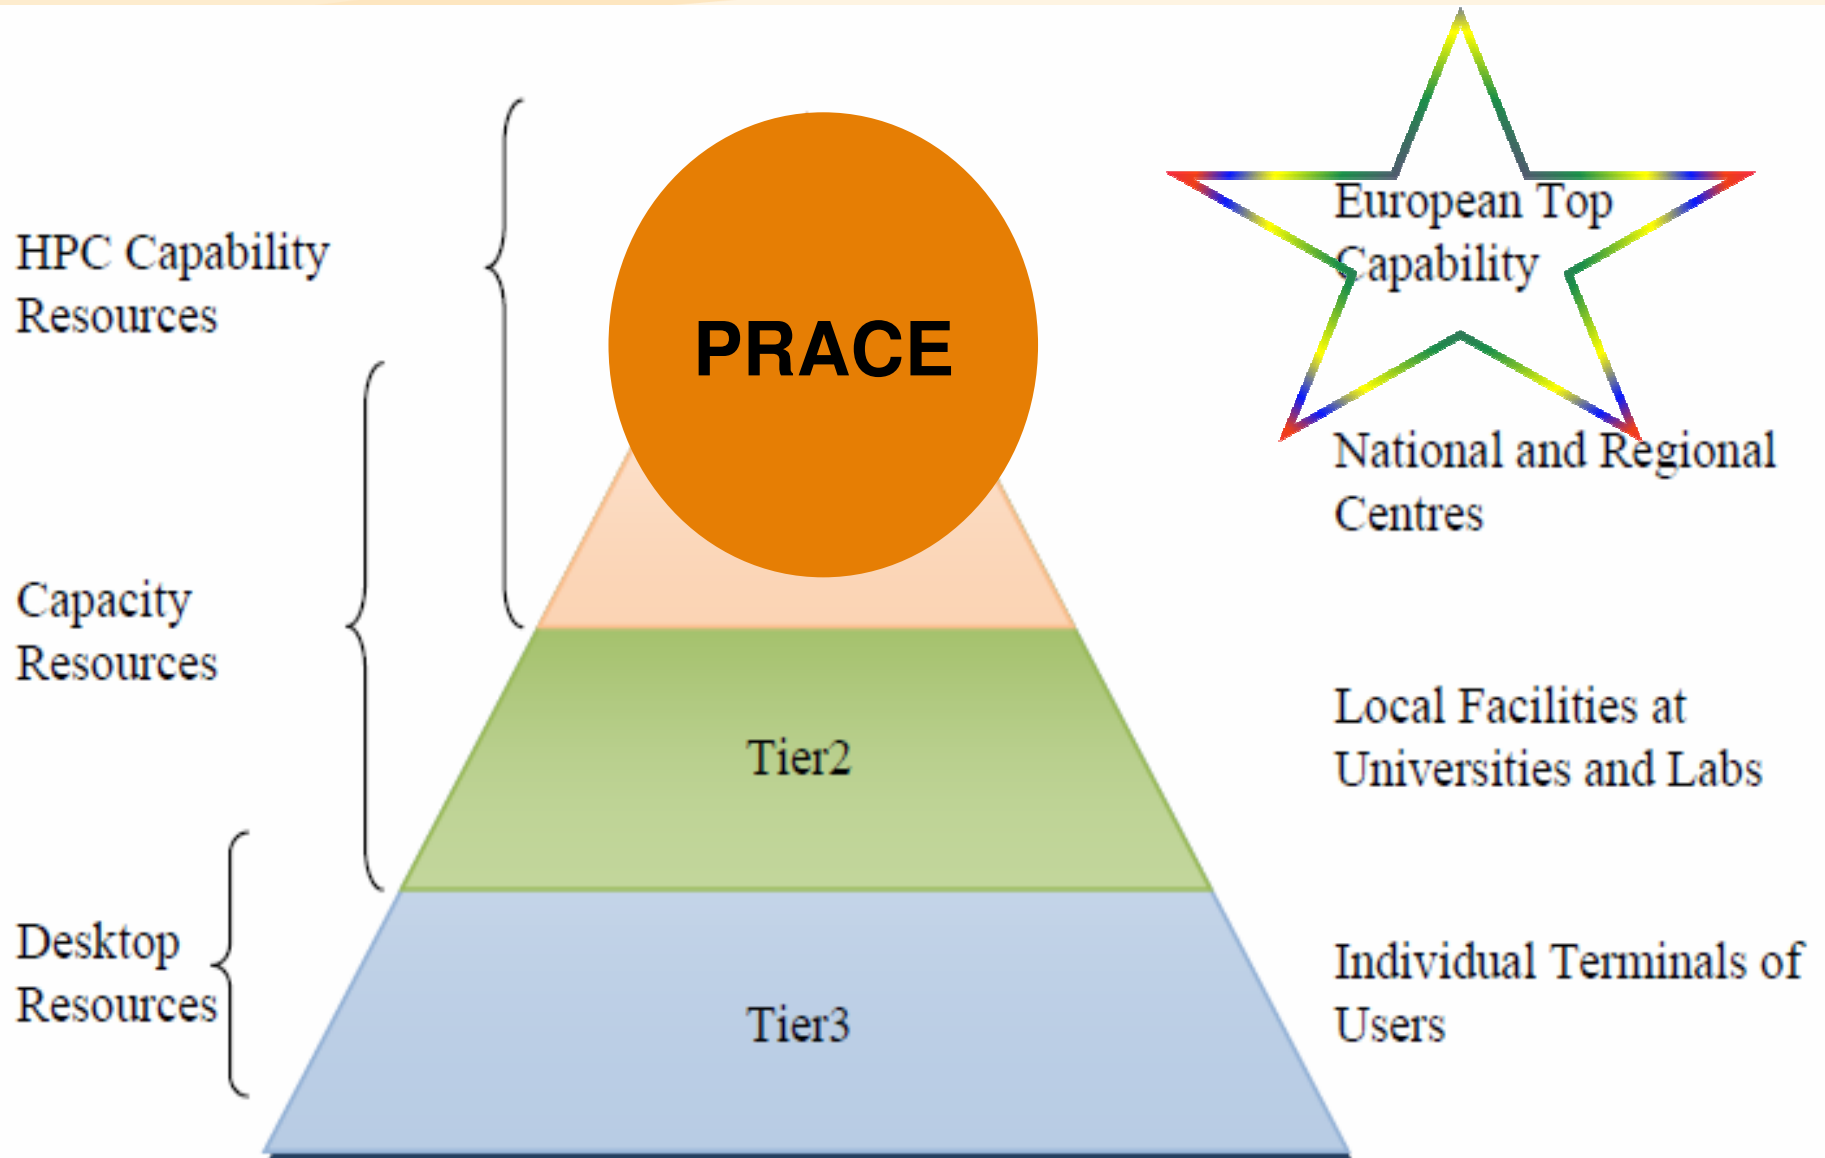 HPC Capability
Resources
Capacity
Resources
Desktop
Resources
PRACE
Tier2
Tier3
European Top
Capability
National and Regional
Centres
Local Facilities at
Universities and Labs
Individual Terminals of
Users